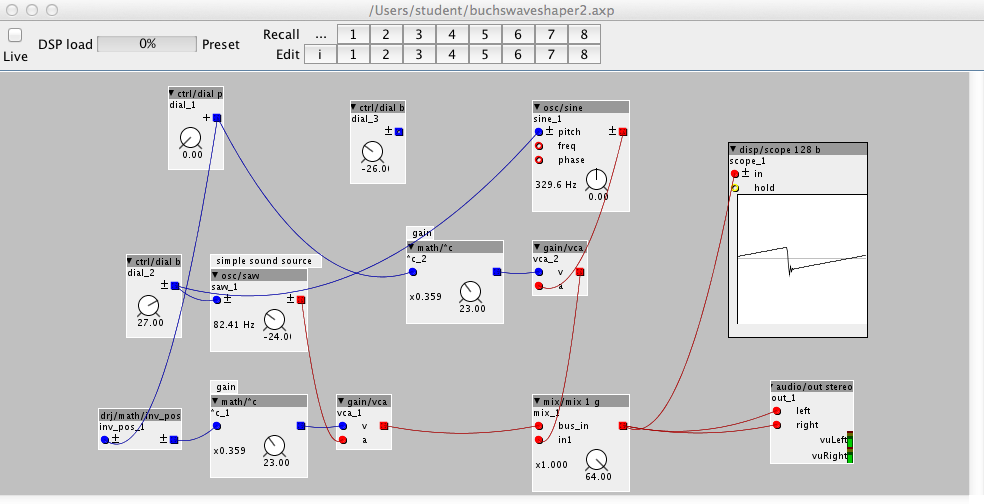 /Users/student/buchswaveshaper2.axp
Live
DSP load 0% Preset
Recall ... 1 2 3 4 5 6 7 8
Edit i 1 2 3 4 5 6 7 8
ctrl/dial p
dial_1
+
0.00
ctrl/dial b
dial_3
±
-26.0
osc/sine
sine_1
± pitch ±
freq
phase
329.6 Hz
0.00
disp/scope 128 b
scope_1
± in
hold
gain
math/*c
*c_2
x0.359
23.00
gain/vca
vca_2
v
a
ctrl/dial b
dial_2
±
27.00
simple sound source
osc/saw
saw_1
± ±
82.41 Hz
-24.0
drj/math/inv_pos
inv_pos_1
± ±
gain
math/*c
*c_1
x0.359
23.00
gain/vca
vca_1
v
a
mix/mix 1 g
mix_1
bus_in
in1
x1.000
64.00
audio/out stereo
out_1
left
right
vuLeft
vuRight